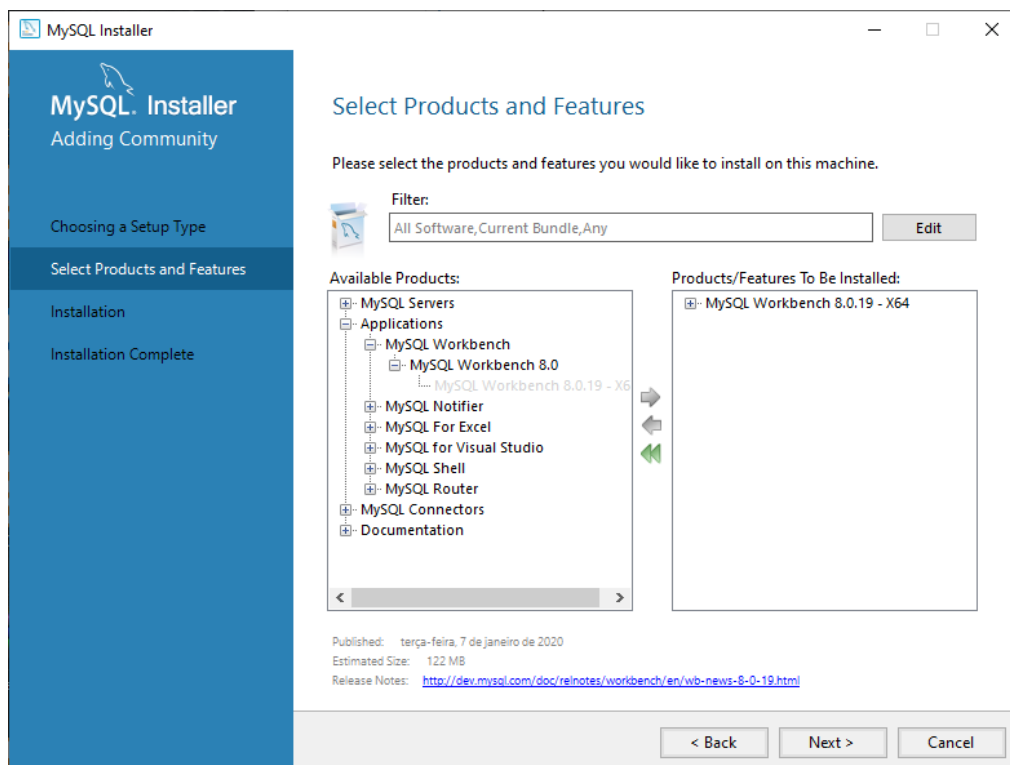 MySQL Installer
MySQL. Installer
Adding Community
Choosing a Setup Type
Select Products and Features
Installation
Installation Complete
Select Products and Features
Please select the products and features you would like to install on this machine.
Filter:
All Software,Current Bundle,Any
Edit
Available Products:
MySQL Servers
Applications
MySQL Workbench
MySQL Workbench 8.0
MySQL Workbench 8.0.19 - X6
MySQL Notifier
MySQL For Excel
MySQL for Visual Studio
MySQL Shell
MySQL Router
MySQL Connectors
Documentation
Products/Features To Be Installed:
MySQL Workbench 8.0.19 - X64
Published: terça-feira, 7 de janeiro de 2020
Estimated Size: 122 MB
Release Notes: http://dev.mysql.com/doc/relnotes/workbench/en/wb-news-8-0-19.html
< Back Next > Cancel